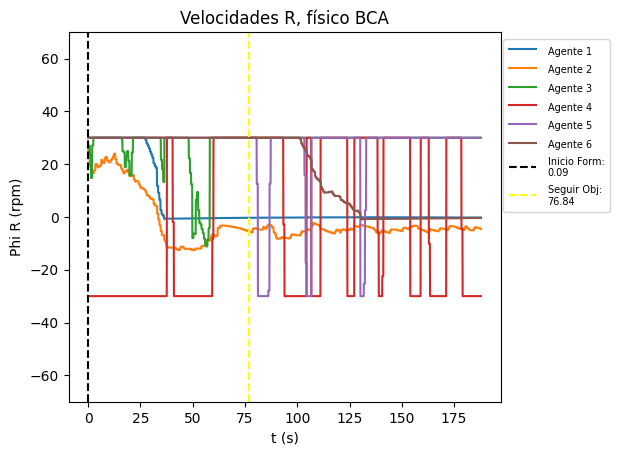 Velocidades R, físico BCA
Phi R (rpm)
60
40
20
0
−20
−40
−60
0
25
50
75
100
125
150
175
t (s)
Agente 1
Agente 2
Agente 3
Agente 4
Agente 5
Agente 6
Inicio Form:
0.09
Seguir Obj:
76.84